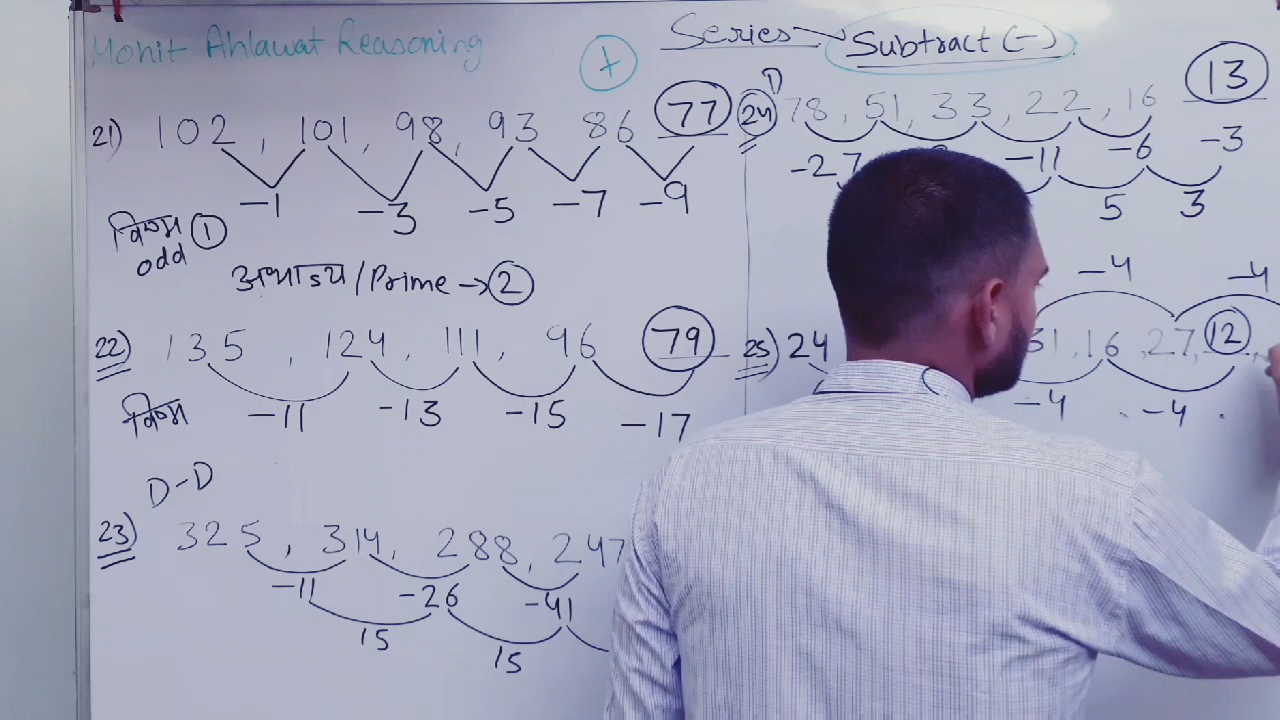 Mohit Ahlawat Reasoning
+
Series
Subtract (-)
21) 102, 101, 98, 93, 86 77
-1 -3 -5 -7 -9
विषम 1
odd
अभाज्य/Prime → 2
22) 135, 124, 111, 96 79
विषम
-11 -13 -15 -17
D-D
23) 325, 314, 288, 247
-11 -26 -41
15 15
1)
24 78, 51, 33, 22, 16 13
-27 -11 -6 -3
5 3
-4 -4
25) 24 31, 16, 27, 12
-4 -4